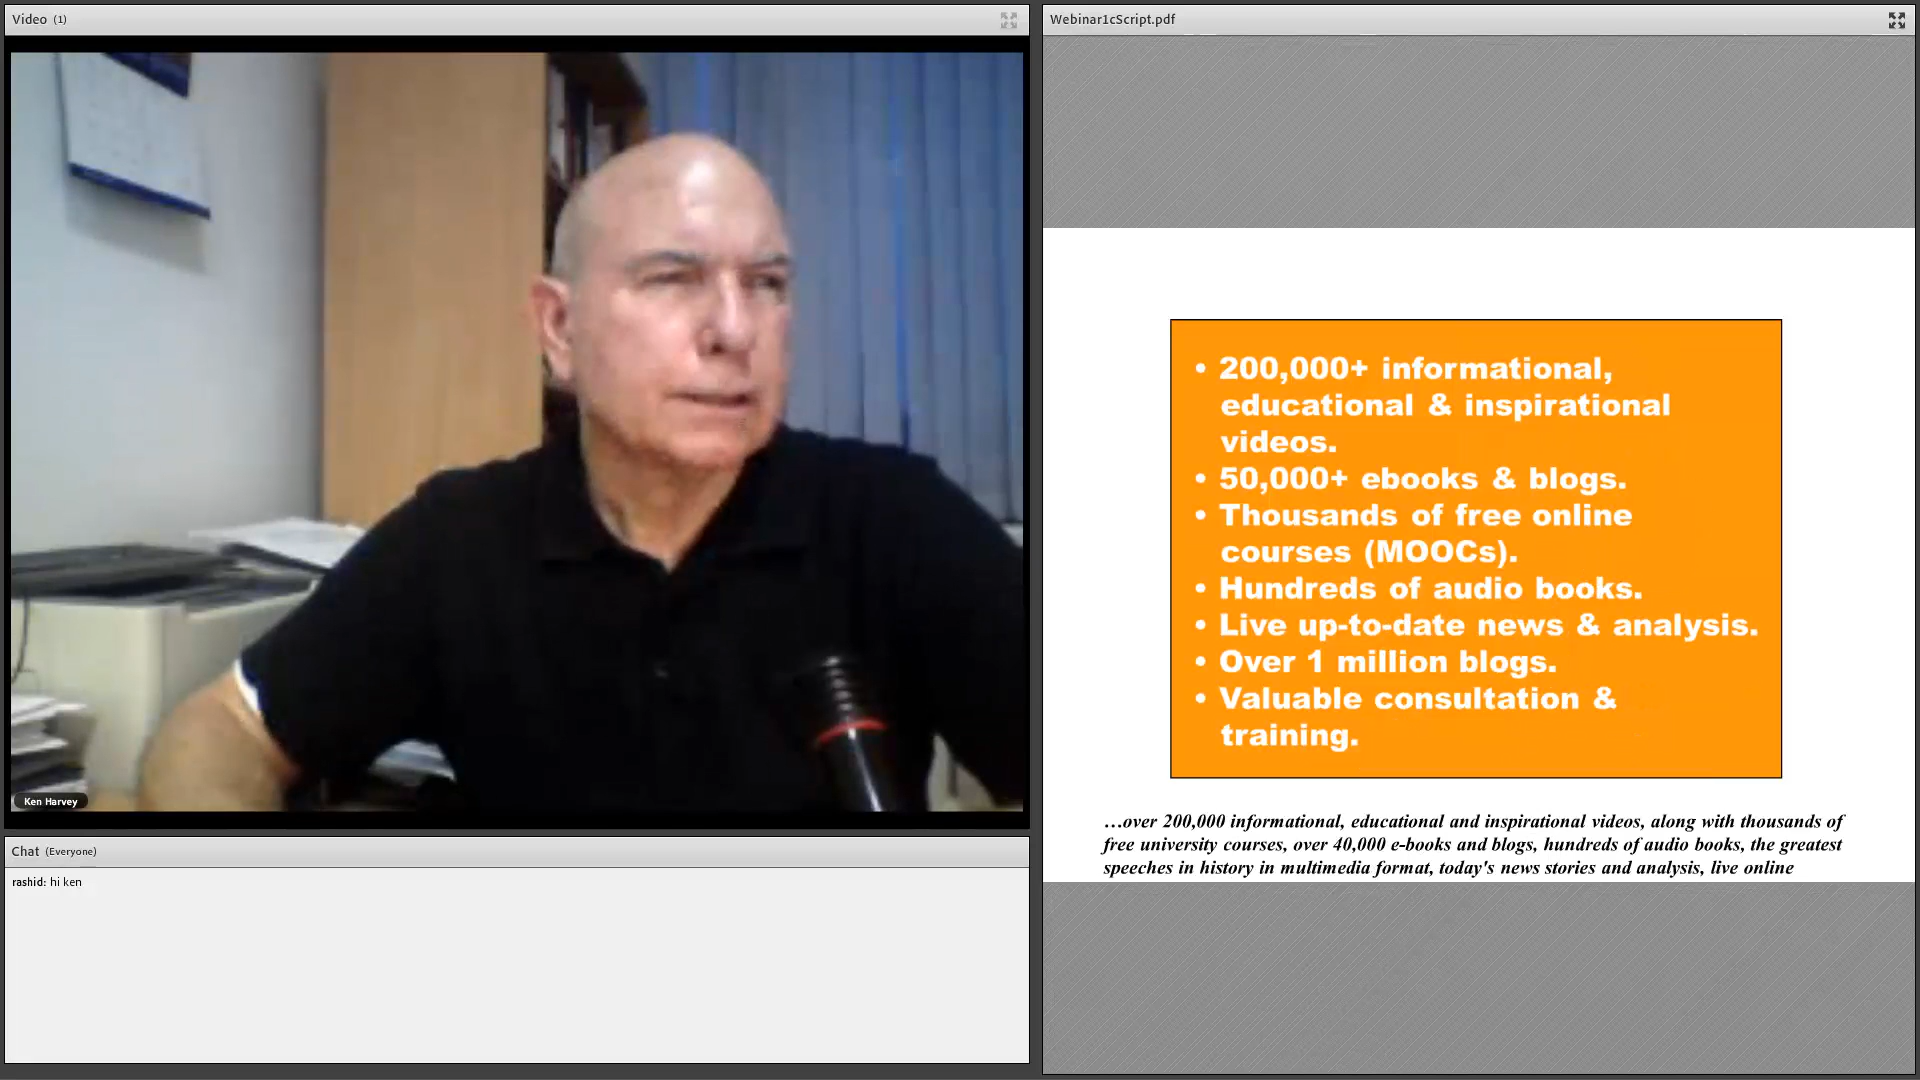 Video (1)
Ken Harvey
Chat (Everyone)
rashid: hi ken
Webinar1cScript.pdf
• 200,000+ informational,
educational & inspirational
videos.
• 50,000+ ebooks & blogs.
• Thousands of free online
courses (MOOCs).
• Hundreds of audio books.
• Live up-to-date news & analysis.
• Over 1 million blogs.
• Valuable consultation &
training.
…over 200,000 informational, educational and inspirational videos, along with thousands of
free university courses, over 40,000 e-books and blogs, hundreds of audio books, the greatest
speeches in history in multimedia format, today's news stories and analysis, live online